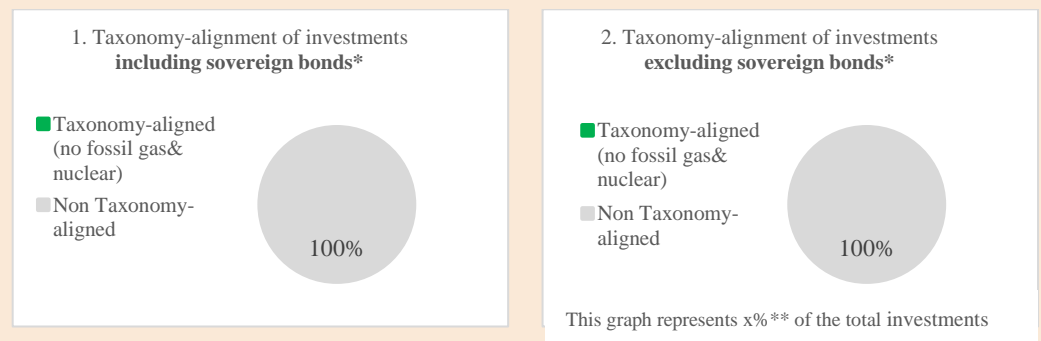 1. Taxonomy-alignment of investments
including sovereign bonds*
Taxonomy-aligned
(no fossil gas&
nuclear)
Non Taxonomy-
aligned
100%
2. Taxonomy-alignment of investments
excluding sovereign bonds*
Taxonomy-aligned
(no fossil gas&
nuclear)
Non Taxonomy-
aligned
100%
This graph represents x%** of the total investments